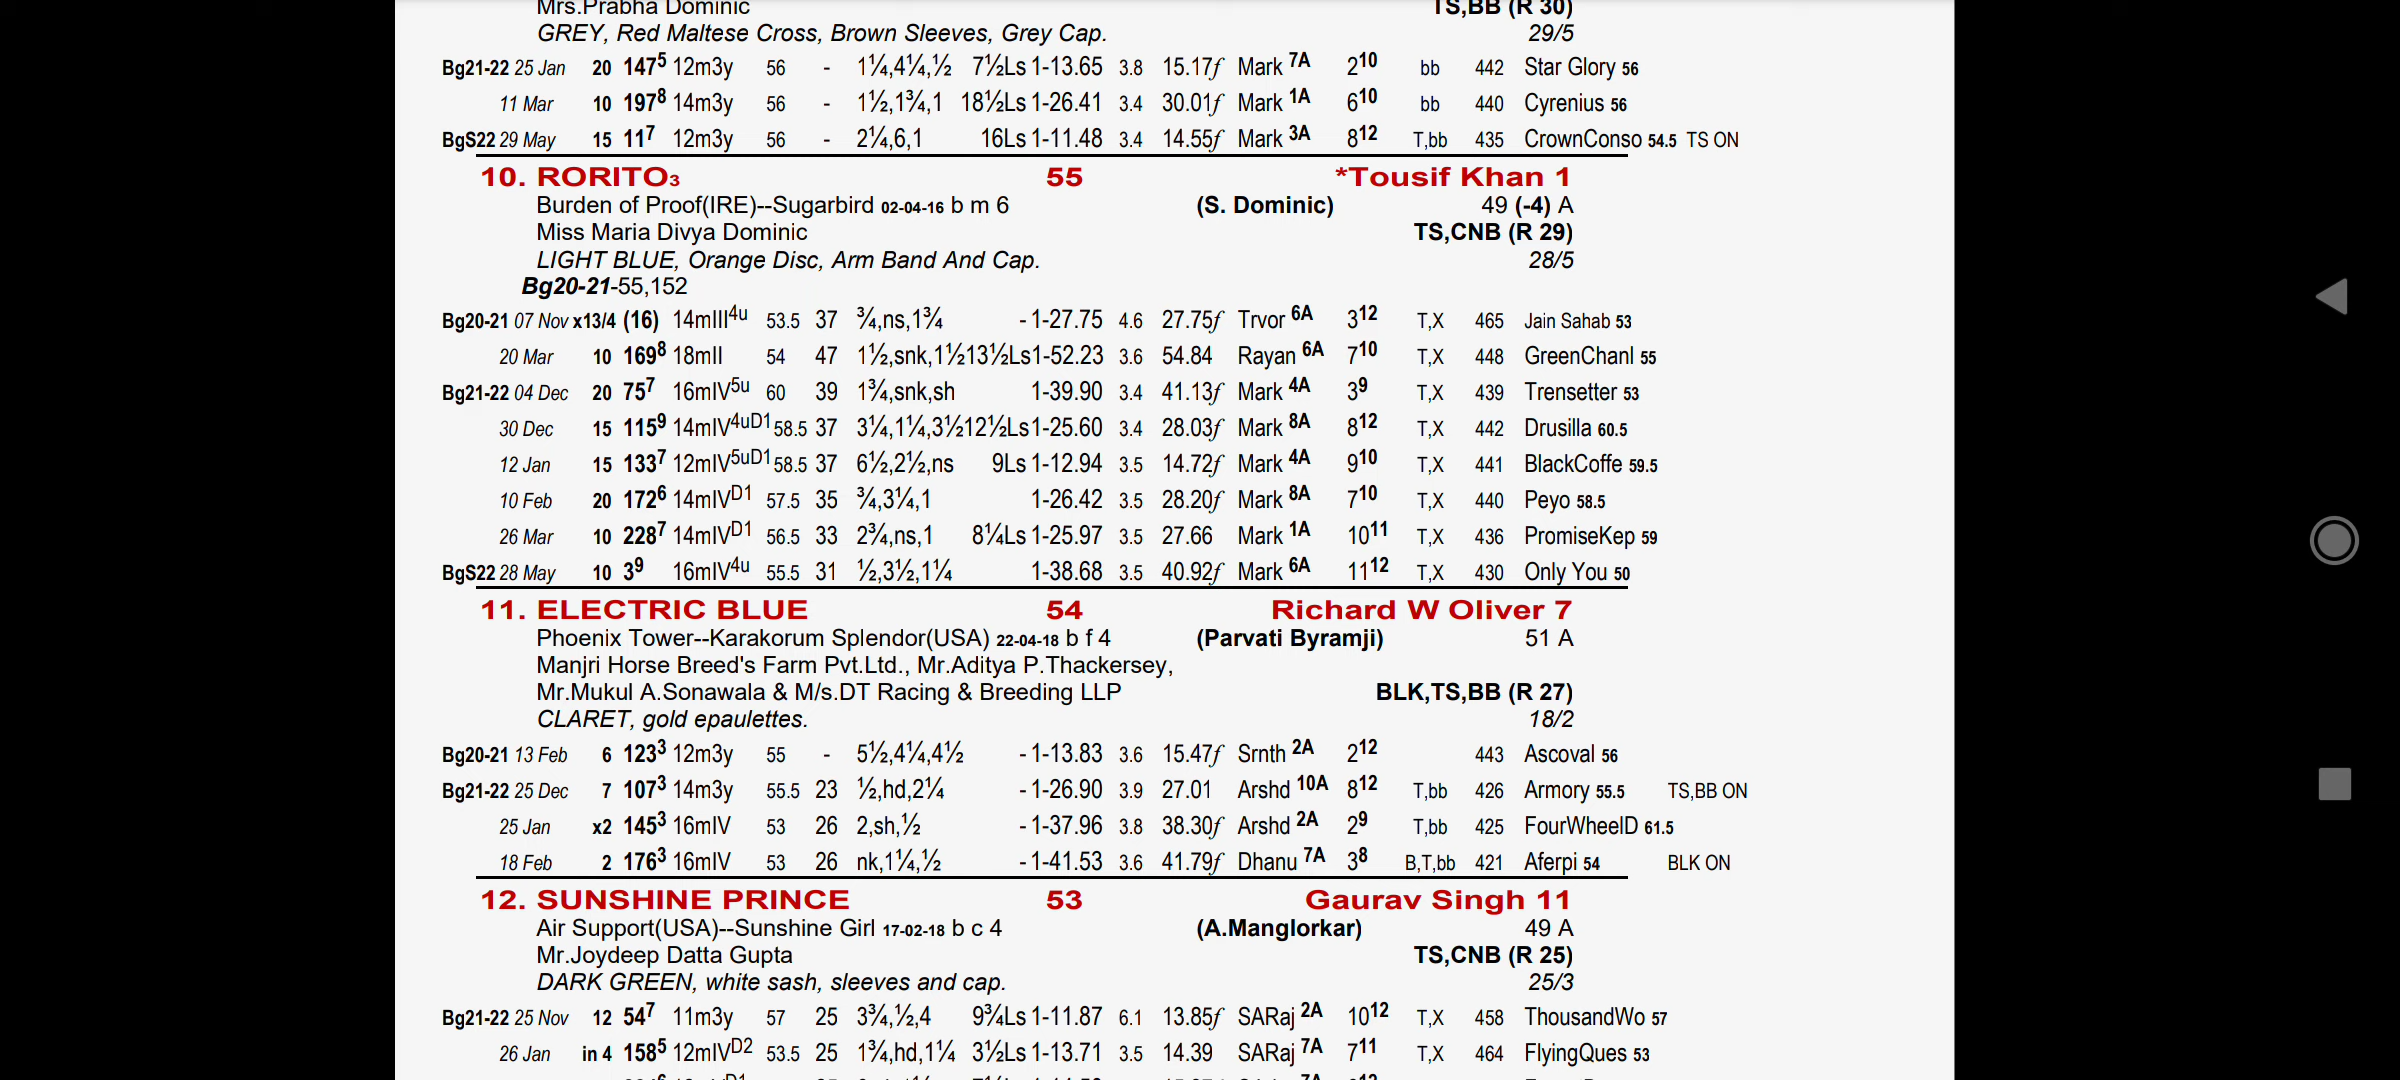 Mrs.Prabha Dominic TS,BB (R 30)
GREY, Red Maltese Cross, Brown Sleeves, Grey Cap. 29/5
Bg21-22 25 Jan 20 147⁵ 12m3y 56 - 1¼,4¼,½ 7½Ls 1-13.65 3.8 15.17f Mark 7A 2¹⁰ bb 442 Star Glory 56
11 Mar 10 197⁸ 14m3y 56 - 1½,1¾,1 18½Ls 1-26.41 3.4 30.01f Mark 1A 6¹⁰ bb 440 Cyrenius 56
BgS22 29 May 15 11⁷ 12m3y 56 - 2¼,6,1 16Ls 1-11.48 3.4 14.55f Mark 3A 8¹² T,bb 435 CrownConso 54.5 TS ON
10. RORITO₃ 55 *Tousif Khan 1
Burden of Proof(IRE)--Sugarbird 02-04-16 b m 6 (S. Dominic) 49 (-4) A
Miss Maria Divya Dominic TS,CNB (R 29)
LIGHT BLUE, Orange Disc, Arm Band And Cap. 28/5
Bg20-21-55,152
Bg20-21 07 Nov x13/4 (16) 14mIII4u 53.5 37 ¾,ns,1¾ - 1-27.75 4.6 27.75f Trvor 6A 3¹² T,X 465 Jain Sahab 53
20 Mar 10 169⁸ 18mII 54 47 1½,snk,1½13½Ls1-52.23 3.6 54.84 Rayan 6A 7¹⁰ T,X 448 GreenChanl 55
Bg21-22 04 Dec 20 75⁷ 16mIV5u 60 39 1¾,snk,sh 1-39.90 3.4 41.13f Mark 4A 3⁹ T,X 439 Trensetter 53
30 Dec 15 115⁹ 14mIV4uD1 58.5 37 3¼,1¼,3½12½Ls1-25.60 3.4 28.03f Mark 8A 8¹² T,X 442 Drusilla 60.5
12 Jan 15 133⁷ 12mIV5uD1 58.5 37 6½,2½,ns 9Ls 1-12.94 3.5 14.72f Mark 4A 9¹⁰ T,X 441 BlackCoffe 59.5
10 Feb 20 172⁶ 14mIVD1 57.5 35 ¾,3¼,1 1-26.42 3.5 28.20f Mark 8A 7¹⁰ T,X 440 Peyo 58.5
26 Mar 10 228⁷ 14mIVD1 56.5 33 2¾,ns,1 8¼Ls 1-25.97 3.5 27.66 Mark 1A 10¹¹ T,X 436 PromiseKep 59
BgS22 28 May 10 3⁹ 16mIV4u 55.5 31 ½,3½,1¼ 1-38.68 3.5 40.92f Mark 6A 11¹² T,X 430 Only You 50
11. ELECTRIC BLUE 54 Richard W Oliver 7
Phoenix Tower--Karakorum Splendor(USA) 22-04-18 b f 4 (Parvati Byramji) 51 A
Manjri Horse Breed's Farm Pvt.Ltd., Mr.Aditya P.Thackersey,
Mr.Mukul A.Sonawala & M/s.DT Racing & Breeding LLP BLK,TS,BB (R 27)
CLARET, gold epaulettes. 18/2
Bg20-21 13 Feb 6 123³ 12m3y 55 - 5½,4¼,4½ - 1-13.83 3.6 15.47f Srnth 2A 2¹² 443 Ascoval 56
Bg21-22 25 Dec 7 107³ 14m3y 55.5 23 ½,hd,2¼ - 1-26.90 3.9 27.01 Arshd 10A 8¹² T,bb 426 Armory 55.5 TS,BB ON
25 Jan x2 145³ 16mIV 53 26 2,sh,½ - 1-37.96 3.8 38.30f Arshd 2A 2⁹ T,bb 425 FourWheelD 61.5
18 Feb 2 176³ 16mIV 53 26 nk,1¼,½ - 1-41.53 3.6 41.79f Dhanu 7A 3⁸ B,T,bb 421 Aferpi 54 BLK ON
12. SUNSHINE PRINCE 53 Gaurav Singh 11
Air Support(USA)--Sunshine Girl 17-02-18 b c 4 (A.Manglorkar) 49 A
Mr.Joydeep Datta Gupta TS,CNB (R 25)
DARK GREEN, white sash, sleeves and cap. 25/3
Bg21-22 25 Nov 12 54⁷ 11m3y 57 25 3¾,½,4 9¾Ls 1-11.87 6.1 13.85f SARaj 2A 10¹² T,X 458 ThousandWo 57
26 Jan in 4 158⁵ 12mIVD2 53.5 25 1¾,hd,1¼ 3½Ls 1-13.71 3.5 14.39 SARaj 7A 7¹¹ T,X 464 FlyingQues 53